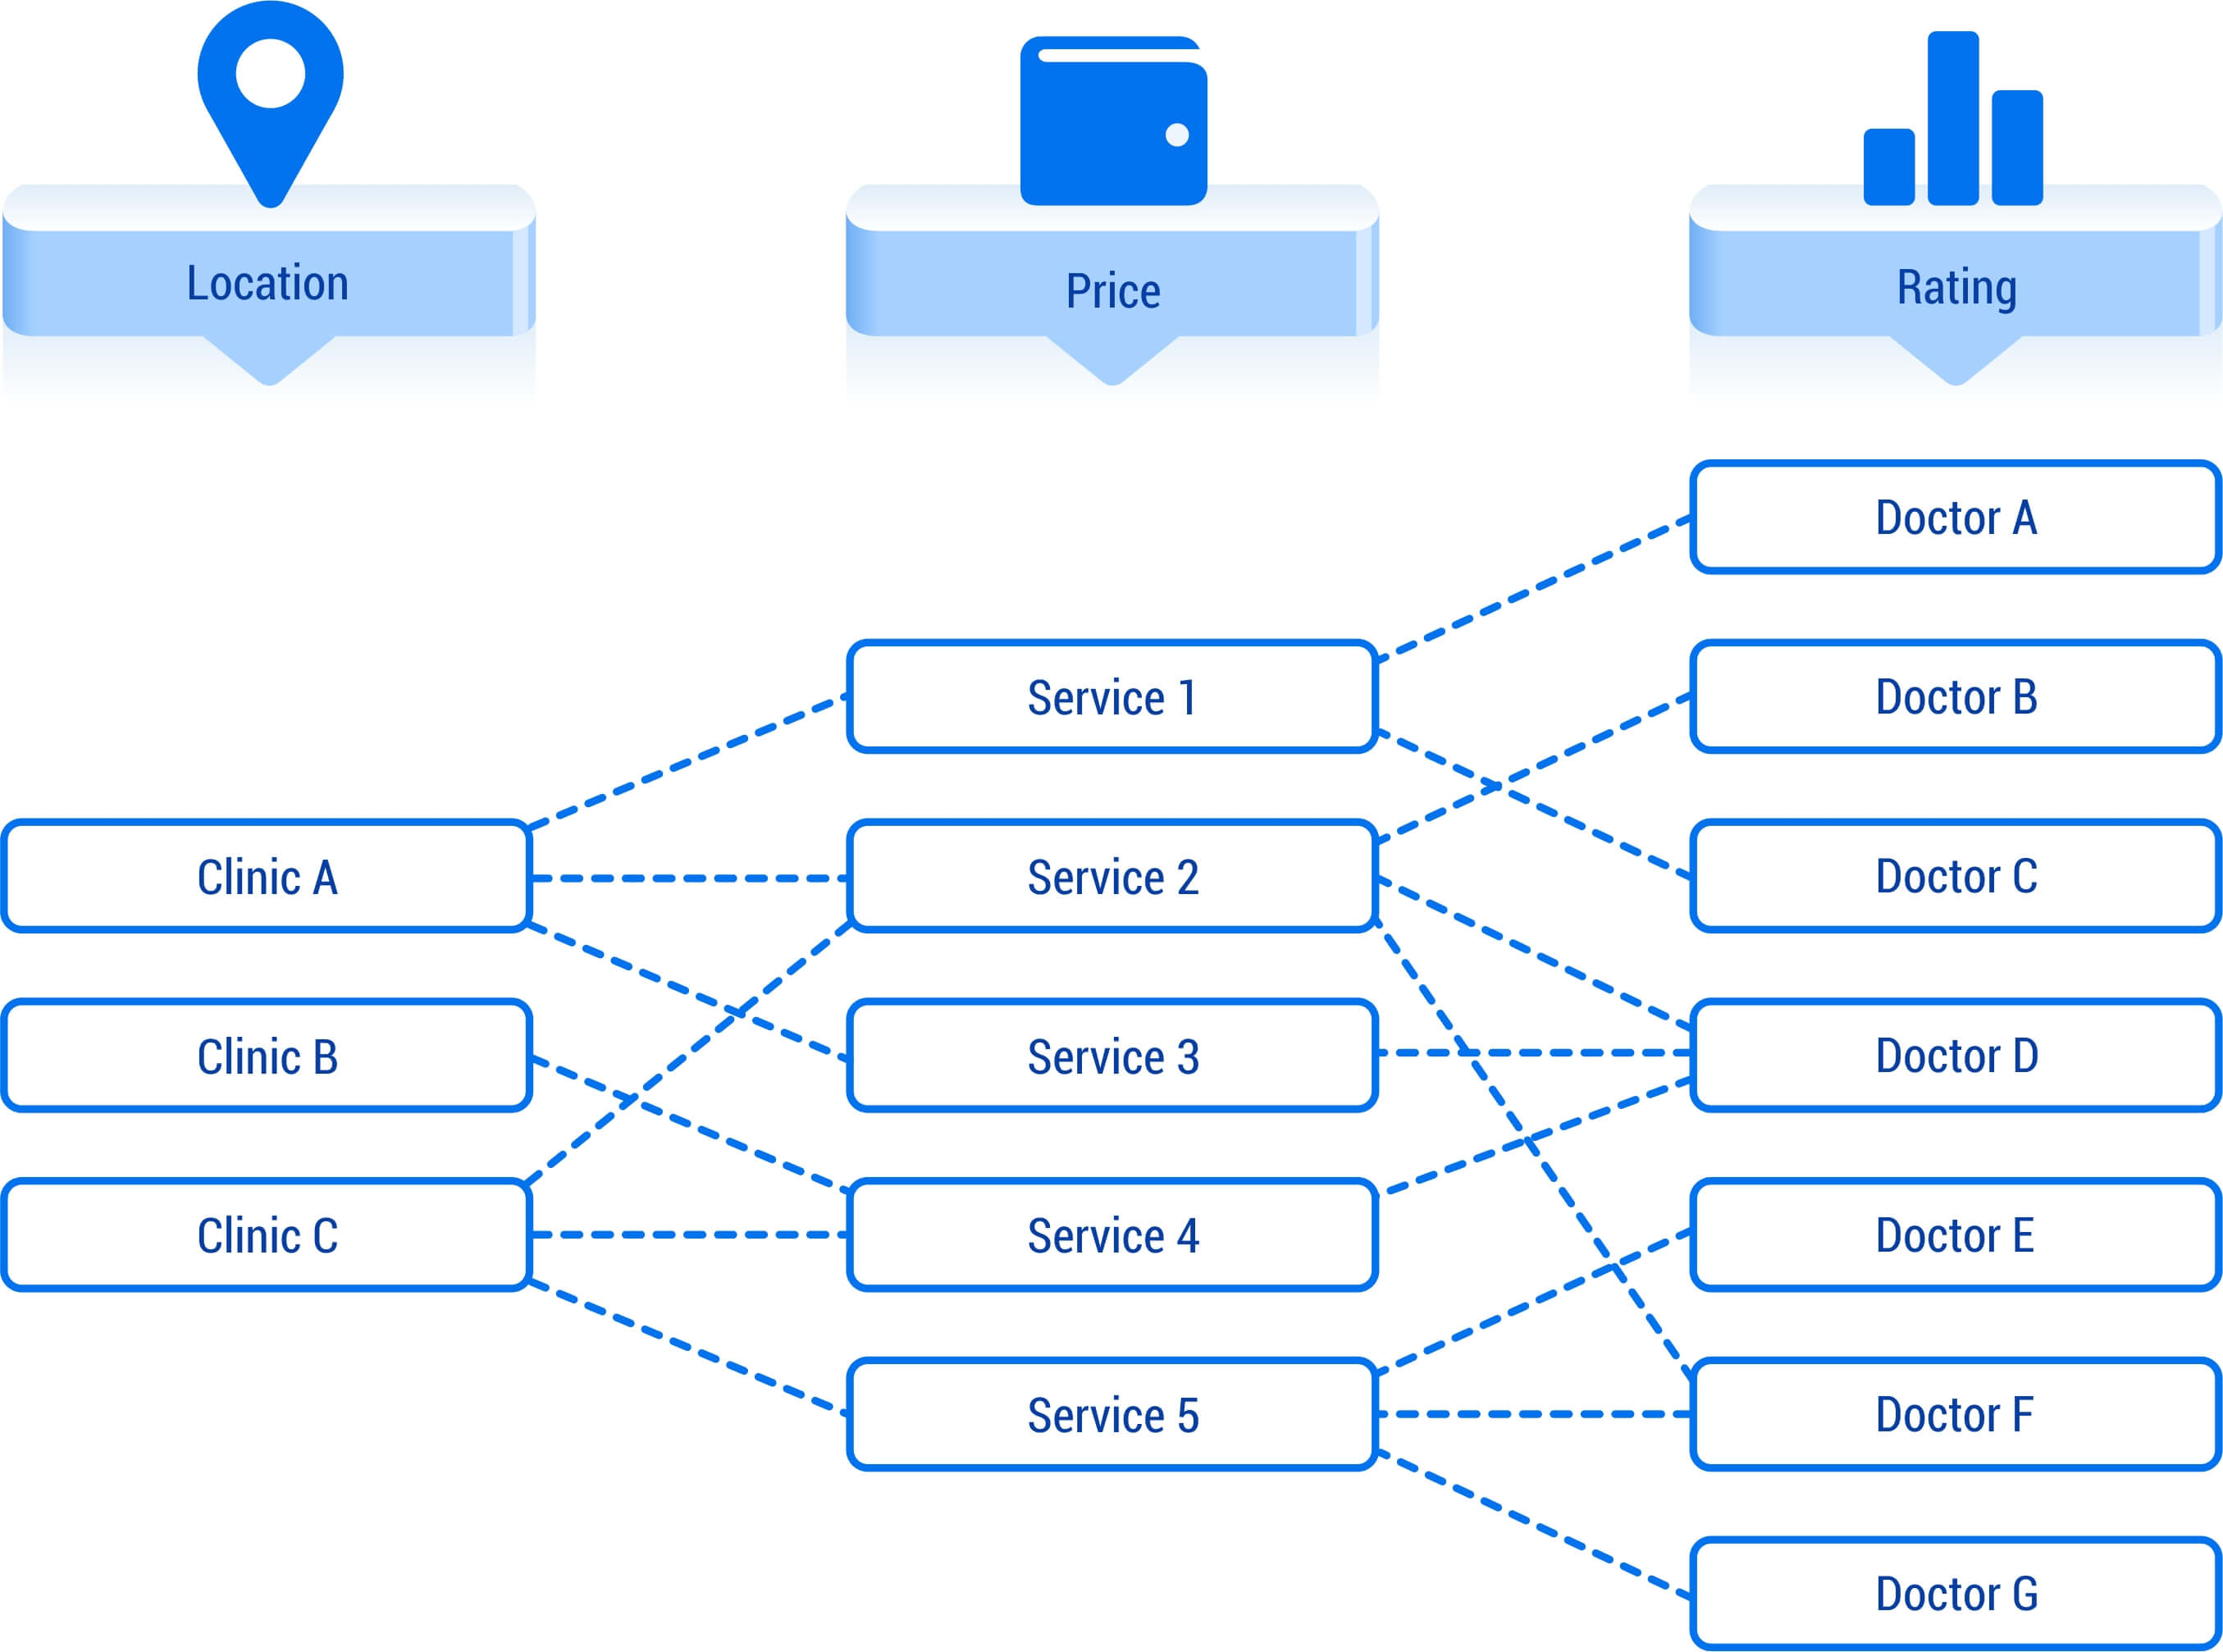 Location
Price
Rating
Doctor A
Service 1
Doctor B
Clinic A
Service 2
Doctor C
Clinic B
Service 3
Doctor D
Clinic C
Service 4
Doctor E
Service 5
Doctor F
Doctor G